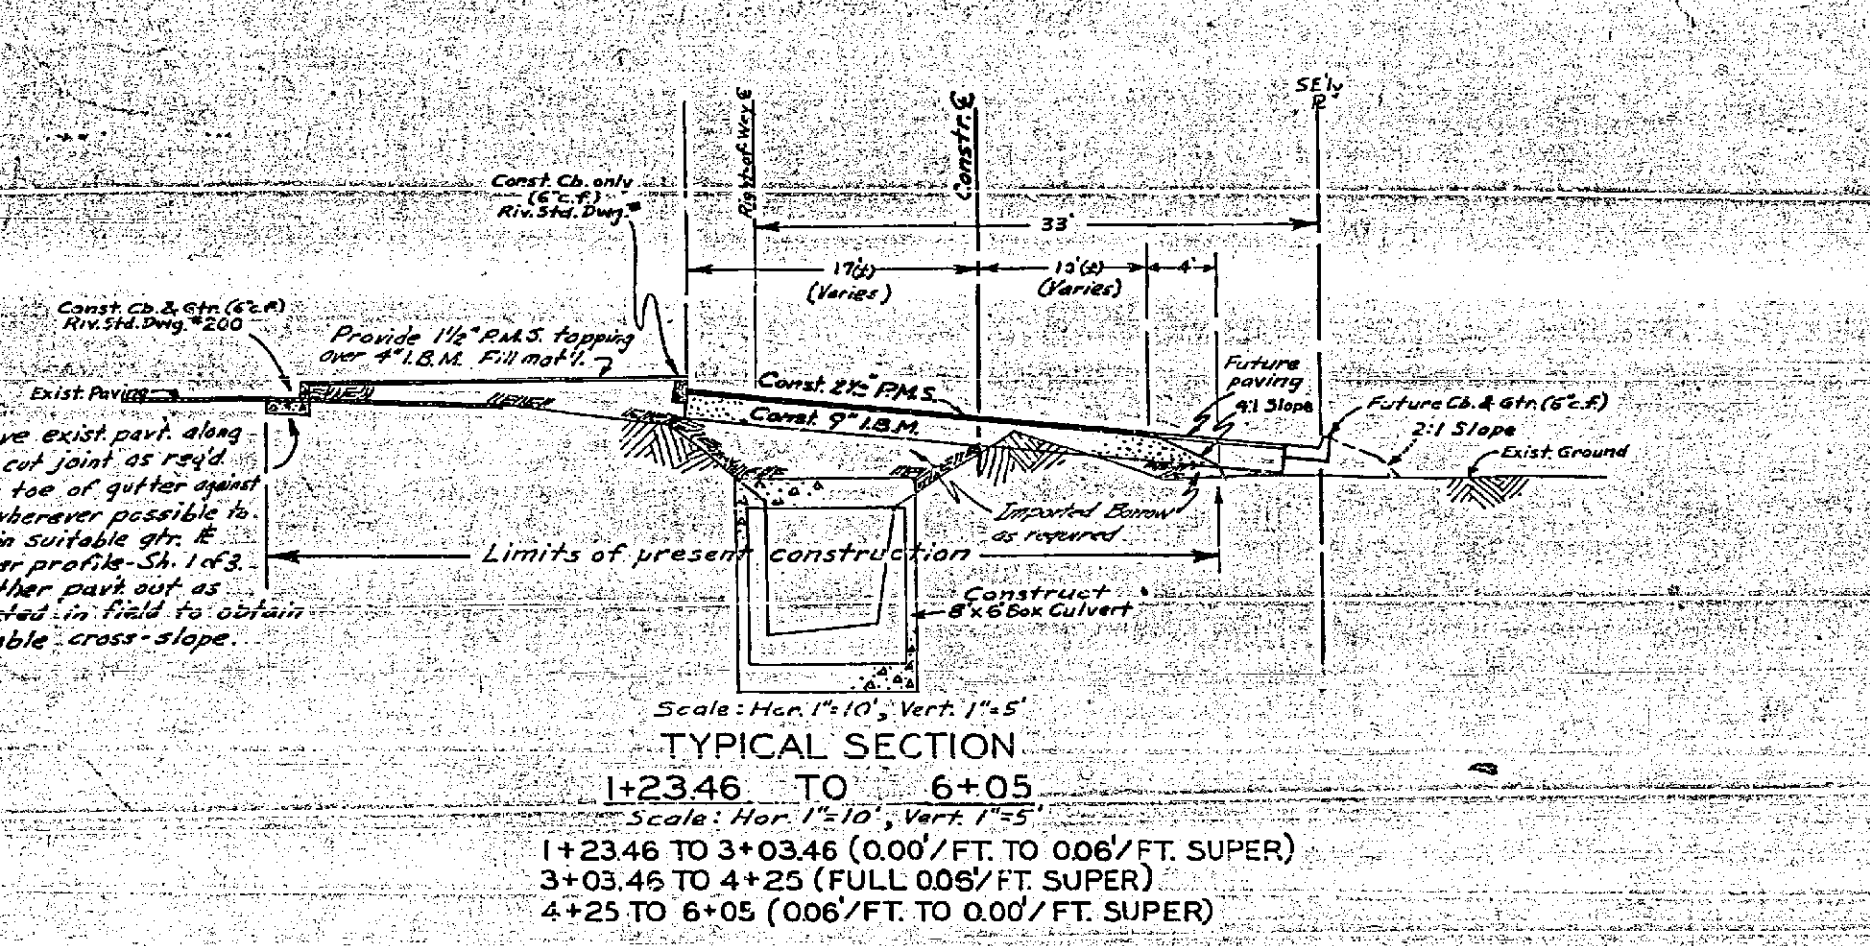 SE'ly
Right of Way
Constr.
Const. Cb. only
(6" c.f.)
Riv. Std. Dwg. #
33'
17'(±)
(Varies)
(Varies)
4'
Const. Cb. & Gtr. (6" c.f.)
Riv. Std. Dwg. #200
Provide 1½" P.M.S. topping
over 4" I.B.M. Fill mat'l.
Exist. Paving
Const. 2½" P.M.S.
Const. 9" I.B.M.
Future
paving
4:1 Slope
Future Cb. & Gtr. (6" c.f.)
2:1 Slope
Exist. Ground
ve exist. pavt. along
cut joint as req'd.
toe of gutter against
wherever possible to
n suitable gtr.
er profile - Sh. 1 of 3.
ther pavt. out as
cted in field to obtain
able cross-slope.
Imported Borrow
as required
Limits of present construction
Construct
8'x6' Box Culvert
Scale: Hor. 1"=10', Vert. 1"=5'
TYPICAL SECTION
1+23.46 TO 6+05
Scale: Hor. 1"=10', Vert. 1"=5'
1+23.46 TO 3+03.46 (0.00'/FT. TO 0.06'/FT. SUPER)
3+03.46 TO 4+25 (FULL 0.06'/FT. SUPER)
4+25 TO 6+05 (0.06'/FT. TO 0.00'/FT. SUPER)